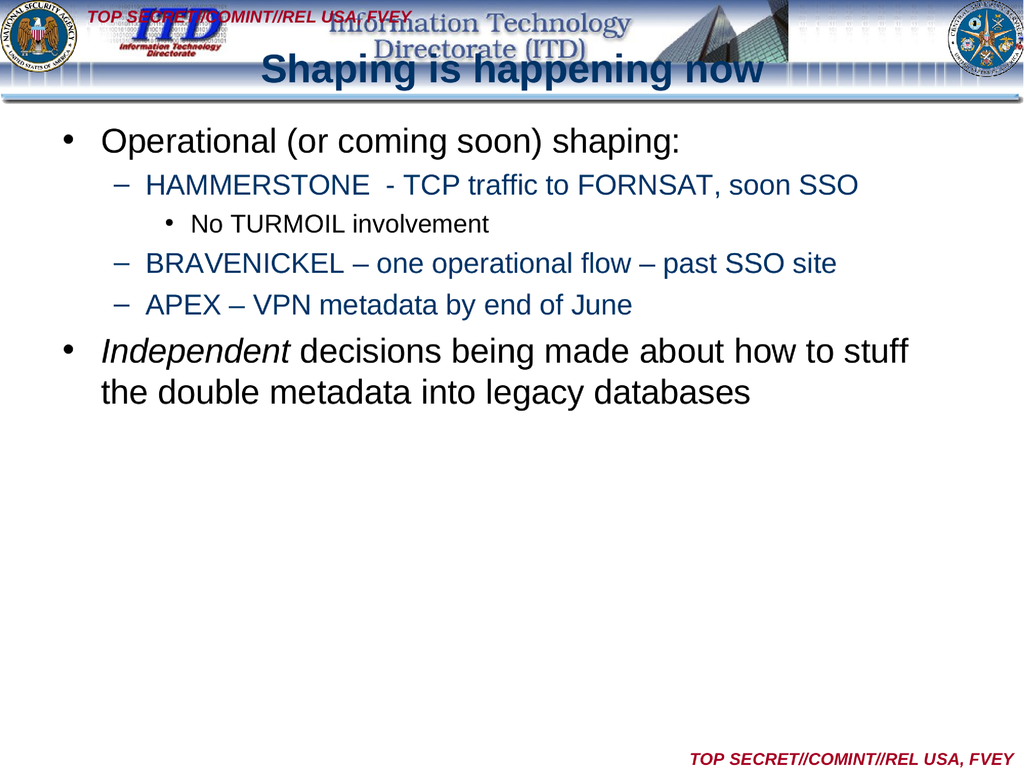 TOP SECRET//COMINT//REL USA, FVEY
ITD
Information Technology
Directorate
Information Technology
Directorate (ITD)
Shaping is happening now
• Operational (or coming soon) shaping:
– HAMMERSTONE - TCP traffic to FORNSAT, soon SSO
• No TURMOIL involvement
– BRAVENICKEL – one operational flow – past SSO site
– APEX – VPN metadata by end of June
• Independent decisions being made about how to stuff
the double metadata into legacy databases
TOP SECRET//COMINT//REL USA, FVEY